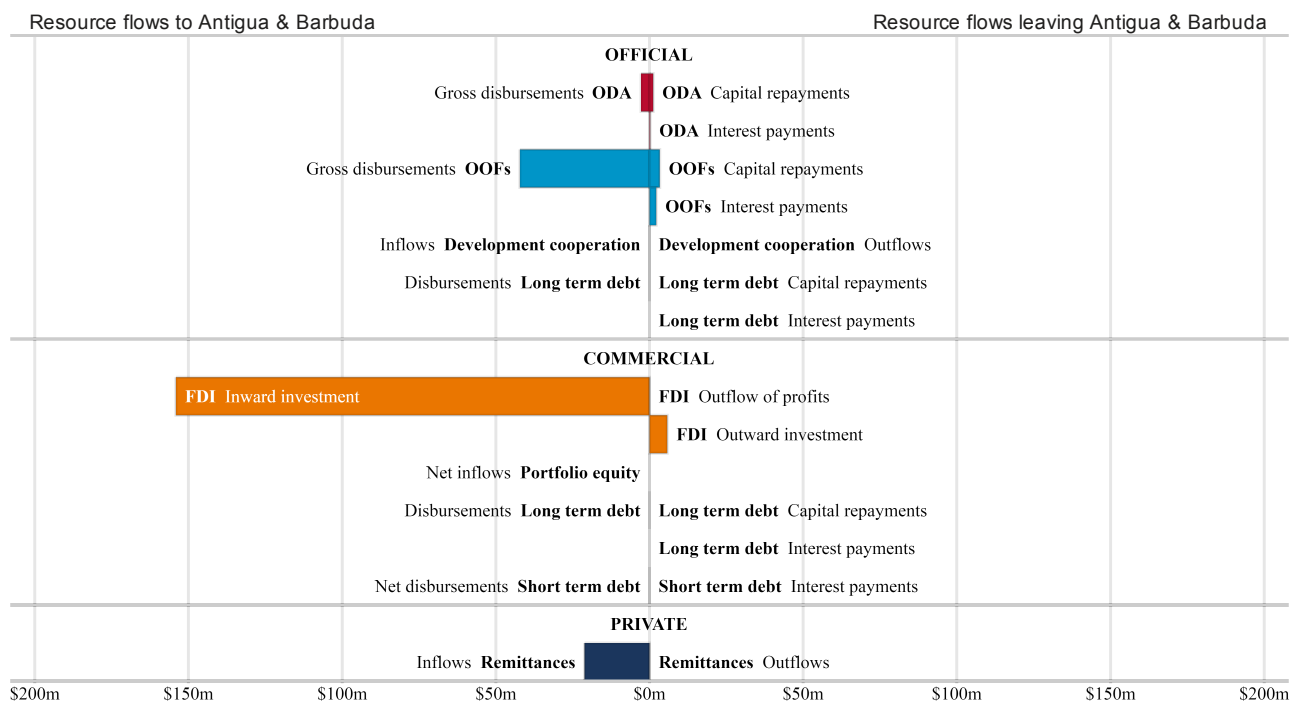 Resource flows to Antigua & Barbuda Resource flows leaving Antigua & Barbuda
OFFICIAL
Gross disbursements ODA ODA Capital repayments
ODA Interest payments
Gross disbursements OOFs OOFs Capital repayments
OOFs Interest payments
Inflows Development cooperation Development cooperation Outflows
Disbursements Long term debt Long term debt Capital repayments
Long term debt Interest payments
COMMERCIAL
FDI Inward investment FDI Outflow of profits
FDI Outward investment
Net inflows Portfolio equity
Disbursements Long term debt Long term debt Capital repayments
Long term debt Interest payments
Net disbursements Short term debt Short term debt Interest payments
PRIVATE
Inflows Remittances Remittances Outflows
$200m $150m $100m $50m $0m $50m $100m $150m $200m